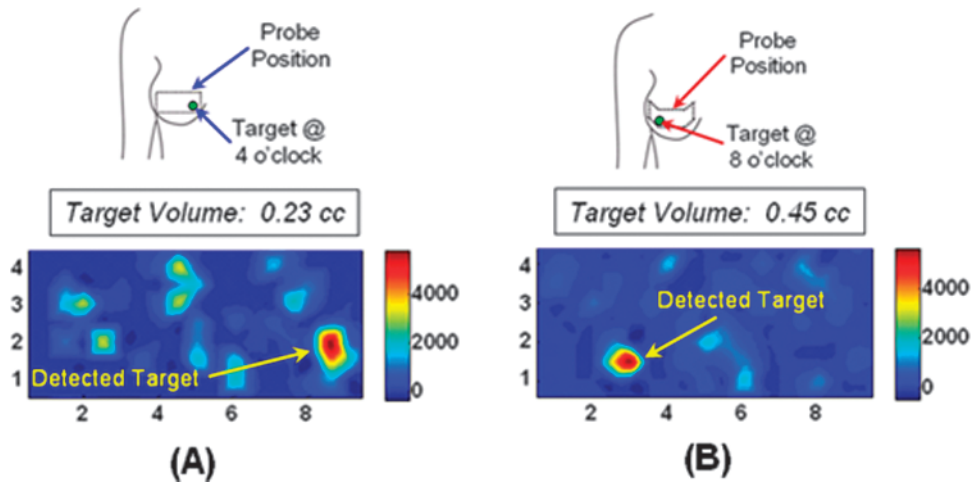 Probe
Position
Target @
4 o'clock
Target Volume: 0.23 cc
4
3
2
1
2
4
6
8
4000
2000
0
Detected Target
(A)
Probe
Position
Target @
8 o'clock
Target Volume: 0.45 cc
4
3
2
1
2
4
6
8
4000
2000
0
Detected Target
(B)